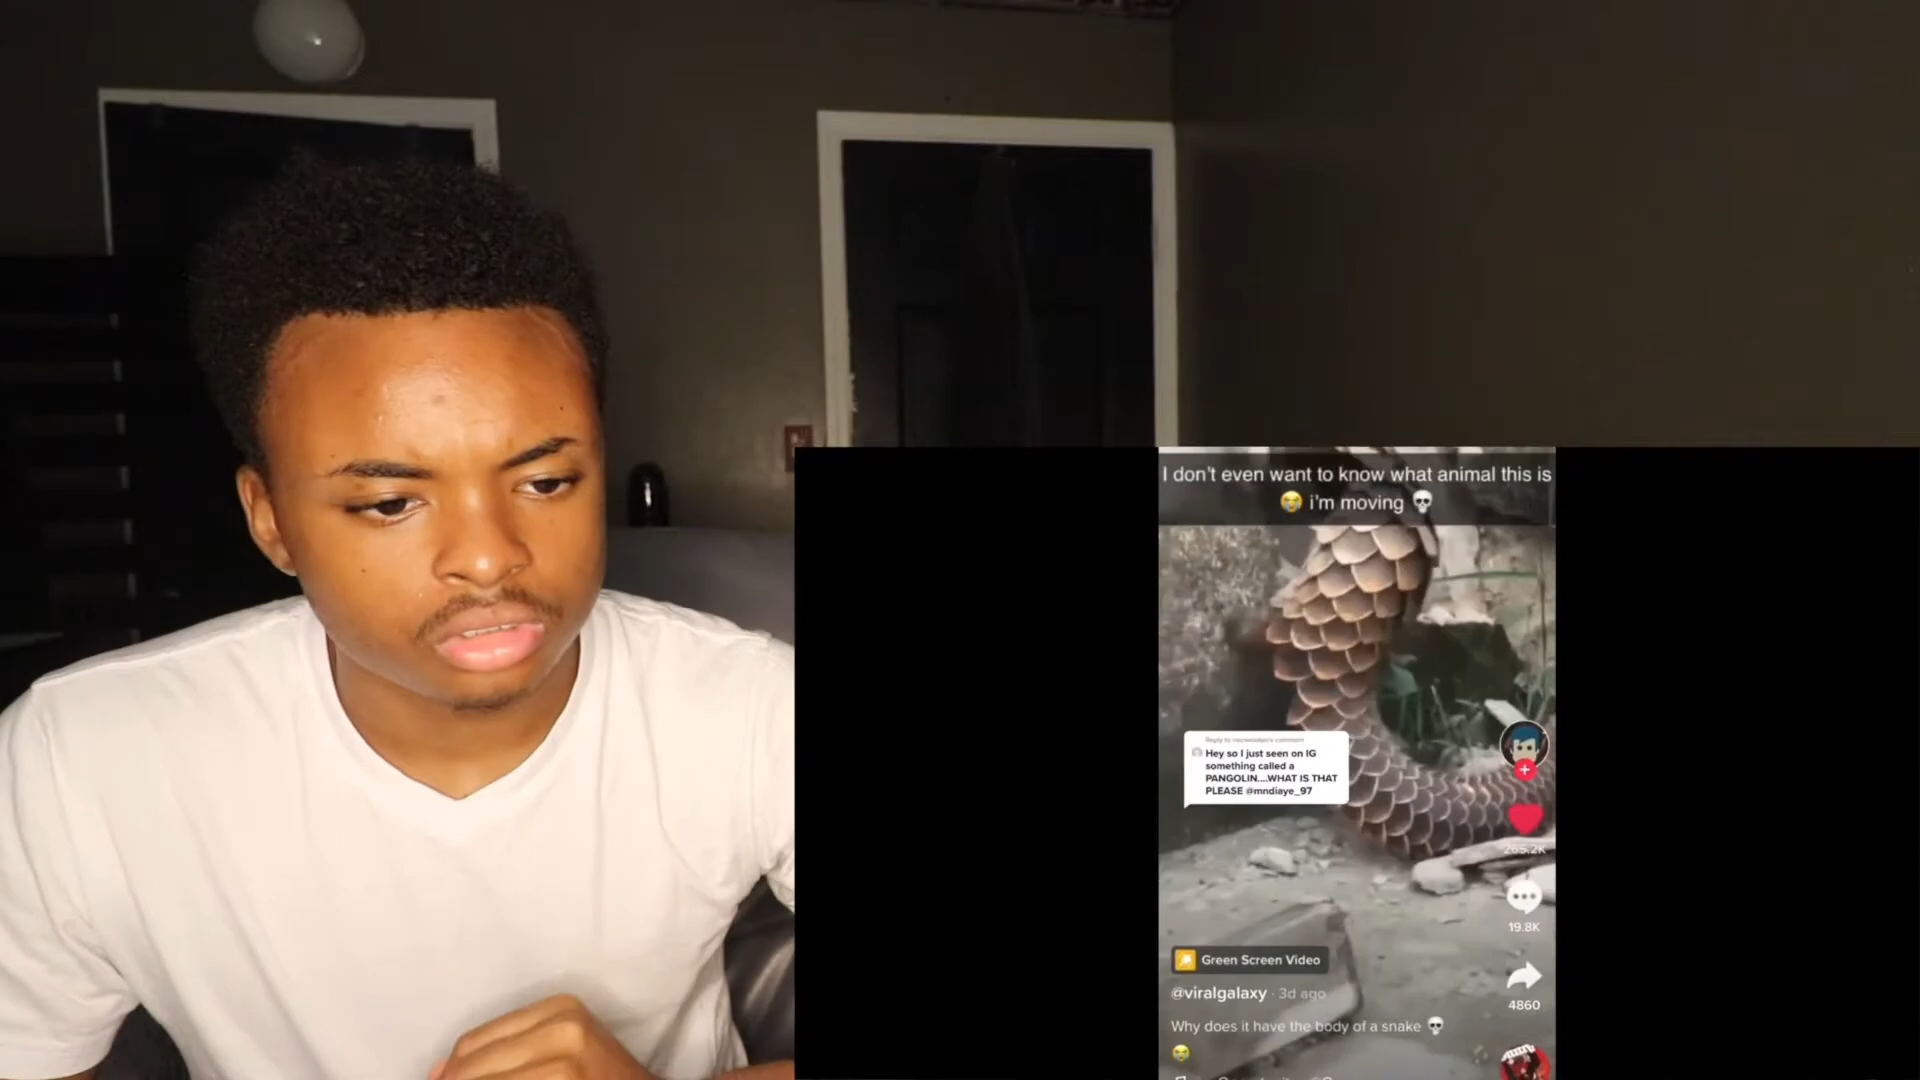 I don't even want to know what animal this is
😭 i'm moving 💀
Hey so I just seen on IG
something called a
PANGOLIN....WHAT IS THAT
PLEASE @mndiaye_97
265.2K
19.8K
4860
Green Screen Video
@viralgalaxy · 3d ago
Why does it have the body of a snake 💀
😭